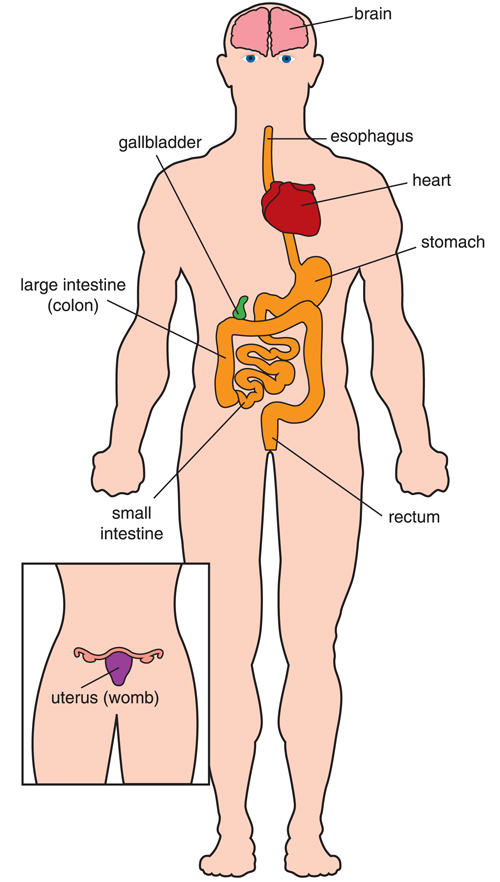 brain
esophagus
gallbladder
heart
stomach
large intestine
(colon)
small
intestine
rectum
uterus (womb)